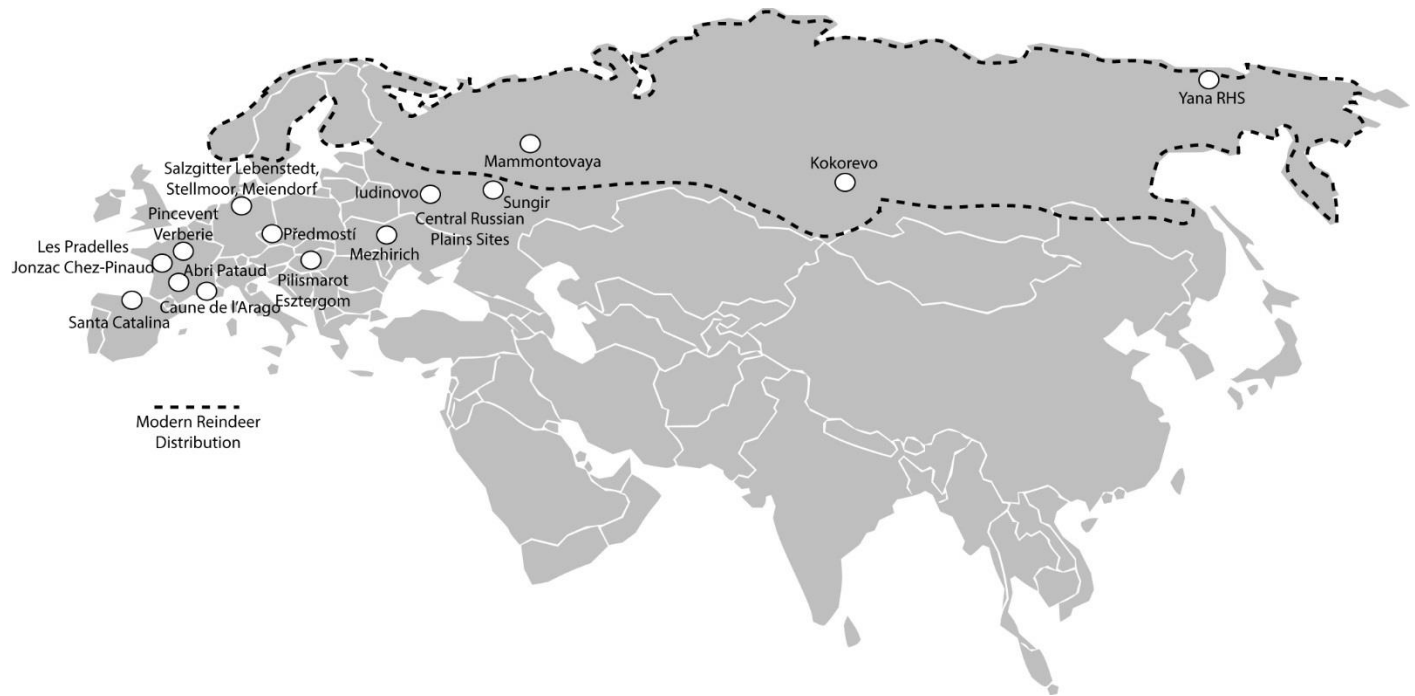 Yana RHS
Mammontovaya
Kokorevo
Salzgitter Lebenstedt,
Stellmoor, Meiendorf
Iudinovo
Sungir
Central Russian
Plains Sites
Pincevent
Verberie
Předmostí
Mezhirich
Les Pradelles
Jonzac Chez-Pinaud
Abri Pataud
Pilismarot
Esztergom
Caune de l'Arago
Santa Catalina
Modern Reindeer
Distribution